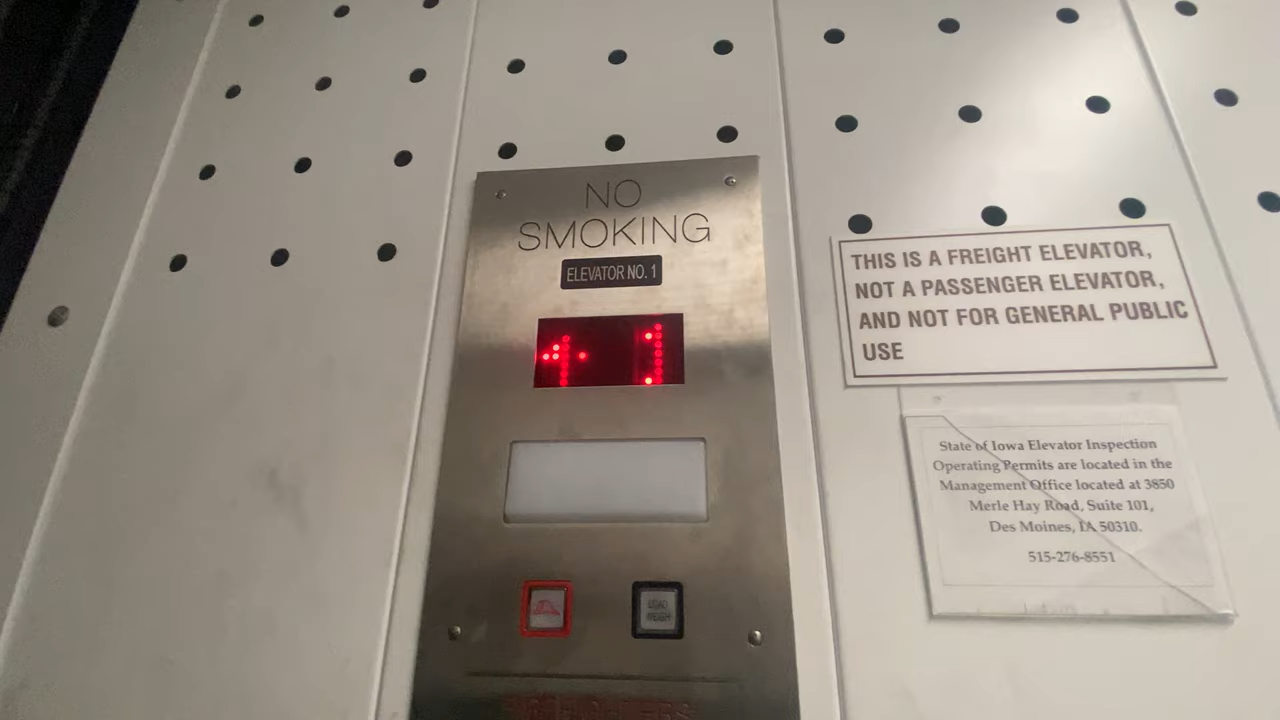 NO
SMOKING
ELEVATOR NO. 1
1
THIS IS A FREIGHT ELEVATOR,
NOT A PASSENGER ELEVATOR,
AND NOT FOR GENERAL PUBLIC
USE
State of Iowa Elevator Inspection
Operating Permits are located in the
Management Office located at 3850
Merle Hay Road, Suite 101,
Des Moines, IA 50310.
515-276-8551
LOAD
WEIGH